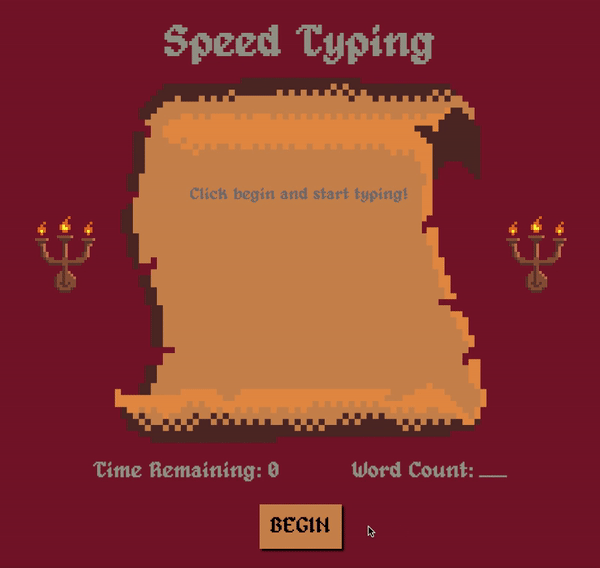 Speed Typing
Click begin and start typing!
Time Remaining: 0
Word Count: __
BEGIN